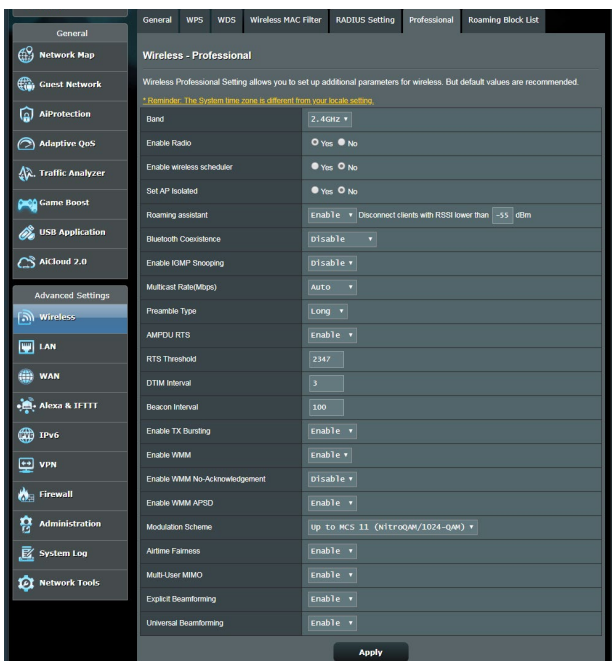 General WPS WDS Wireless MAC Filter RADIUS Setting Professional Roaming Block List
General
Network Map
Guest Network
AiProtection
Adaptive QoS
Traffic Analyzer
Game Boost
USB Application
AiCloud 2.0
Advanced Settings
Wireless
LAN
WAN
Alexa & IFTTT
IPv6
VPN
Firewall
Administration
System Log
Network Tools
Wireless - Professional
Wireless Professional Setting allows you to set up additional parameters for wireless. But default values are recommended.
* Reminder: The System time zone is different from your locale setting.
Band 2.4GHz
Enable Radio Yes No
Enable wireless scheduler Yes No
Set AP Isolated Yes No
Roaming assistant Enable Disconnect clients with RSSI lower than -55 dBm
Bluetooth Coexistence Disable
Enable IGMP Snooping Disable
Multicast Rate(Mbps) Auto
Preamble Type Long
AMPDU RTS Enable
RTS Threshold 2347
DTIM Interval 3
Beacon Interval 100
Enable TX Bursting Enable
Enable WMM Enable
Enable WMM No-Acknowledgement Disable
Enable WMM APSD Enable
Modulation Scheme Up to MCS 11 (NitroQAM/1024-QAM)
Airtime Fairness Enable
Multi-User MIMO Enable
Explicit Beamforming Enable
Universal Beamforming Enable
Apply